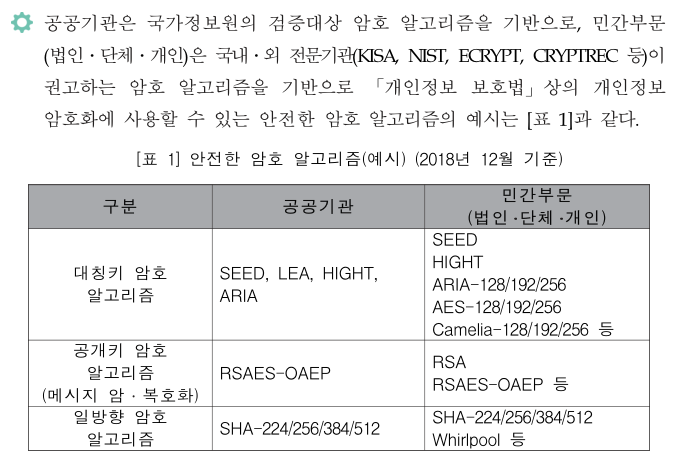 공공기관은 국가정보원의 검증대상 암호 알고리즘을 기반으로, 민간부문
(법인·단체·개인)은 국내·외 전문기관(KISA, NIST, ECRYPT, CRYPTREC 등)이
권고하는 암호 알고리즘을 기반으로 「개인정보 보호법」상의 개인정보
암호화에 사용할 수 있는 안전한 암호 알고리즘의 예시는 [표 1]과 같다.
[표 1] 안전한 암호 알고리즘(예시) (2018년 12월 기준)
구분
공공기관
민간부문
(법인·단체·개인)
대칭키 암호
알고리즘
SEED, LEA, HIGHT,
ARIA
SEED
HIGHT
ARIA-128/192/256
AES-128/192/256
Camelia-128/192/256 등
공개키 암호
알고리즘
(메시지 암·복호화)
RSAES-OAEP
RSA
RSAES-OAEP 등
일방향 암호
알고리즘
SHA-224/256/384/512
SHA-224/256/384/512
Whirlpool 등